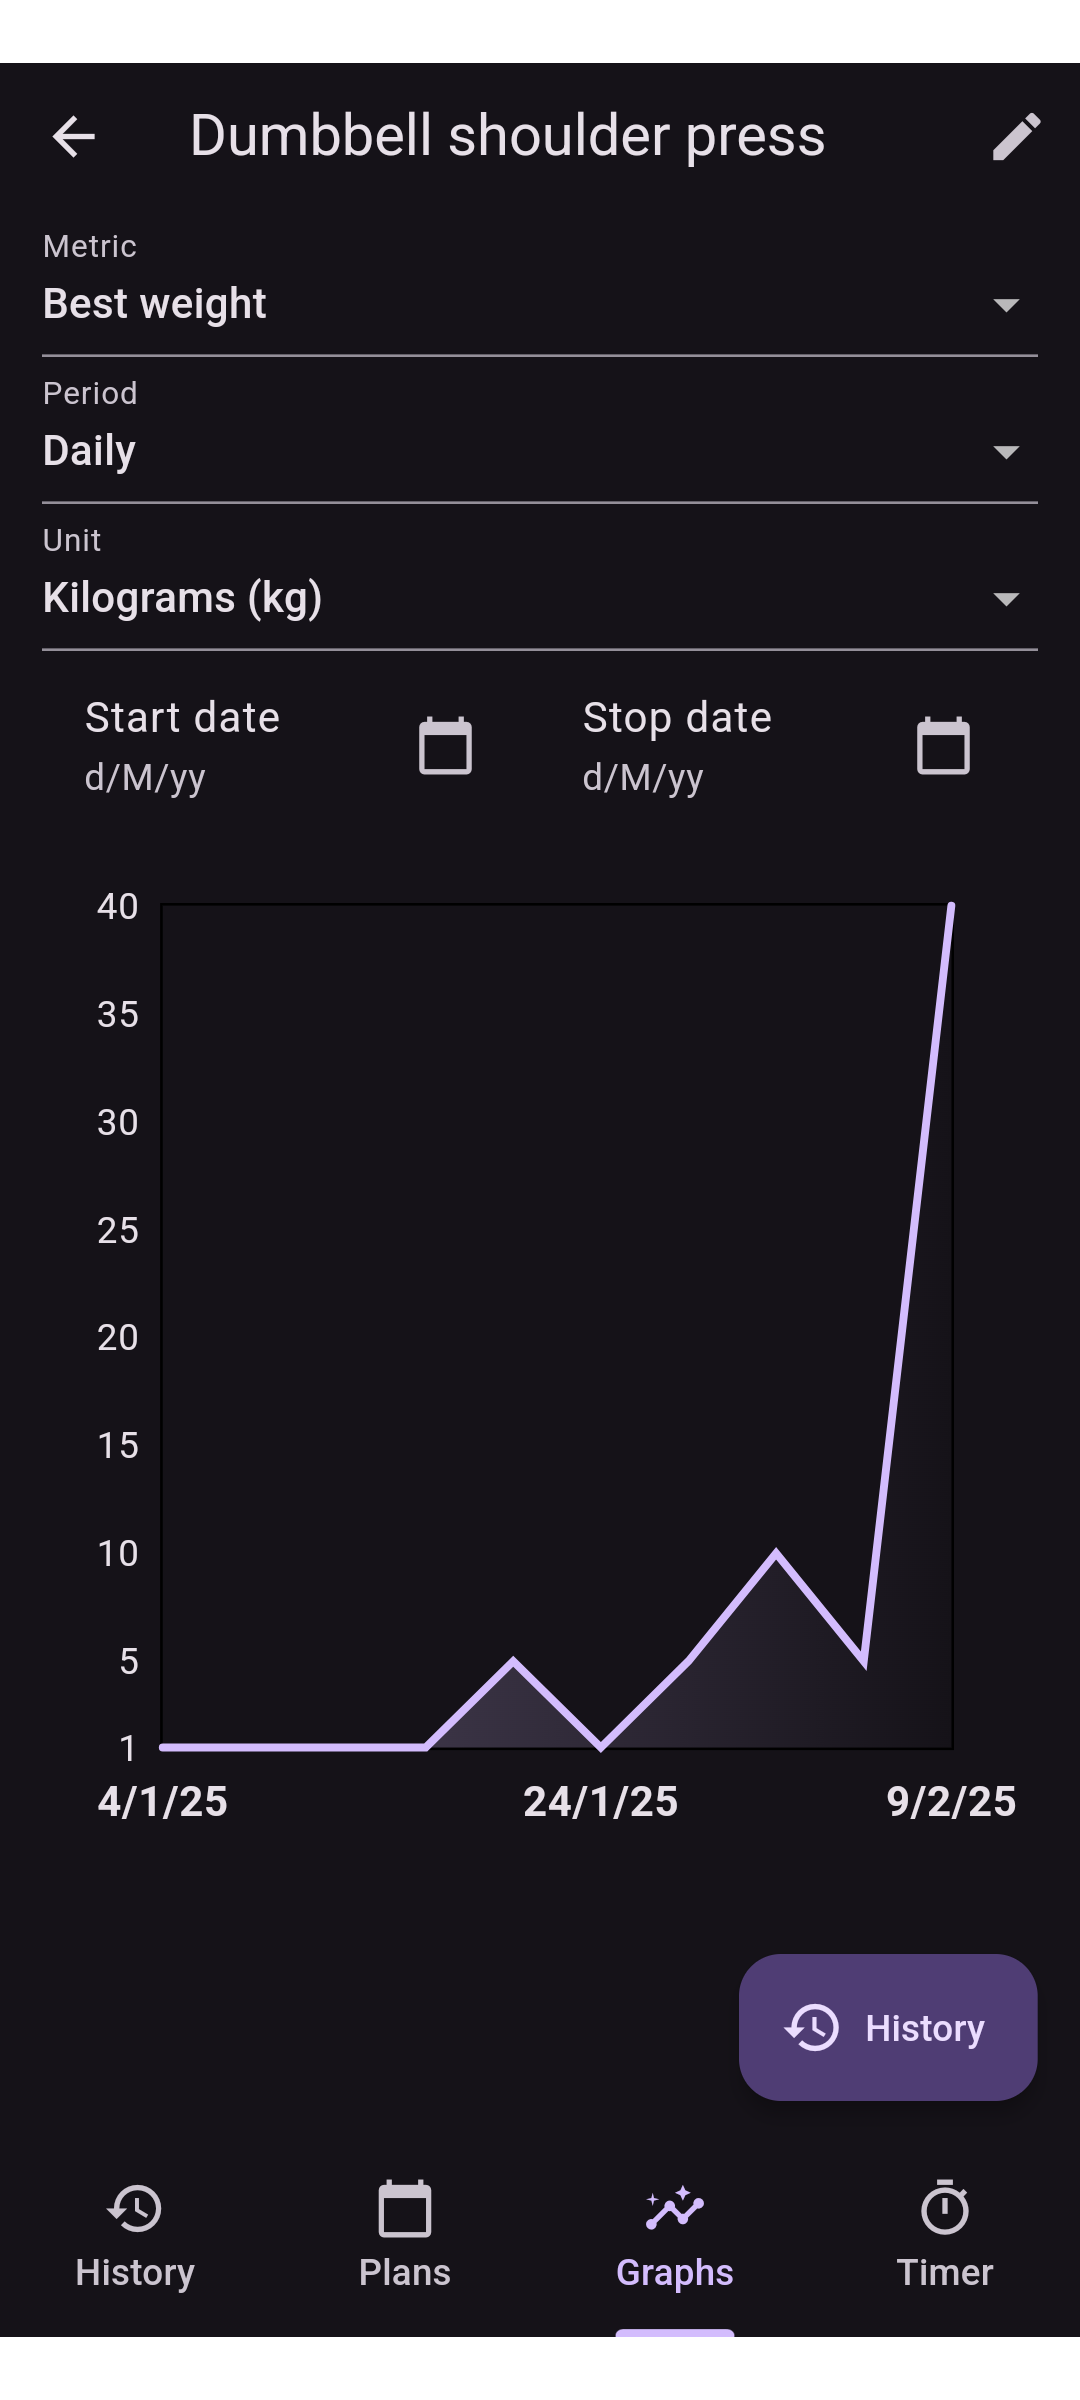 Dumbbell shoulder press
Metric
Best weight
Period
Daily
Unit
Kilograms (kg)
Start date
d/M/yy
Stop date
d/M/yy
40
35
30
25
20
15
10
5
1
4/1/25 24/1/25 9/2/25
History
History Plans Graphs Timer